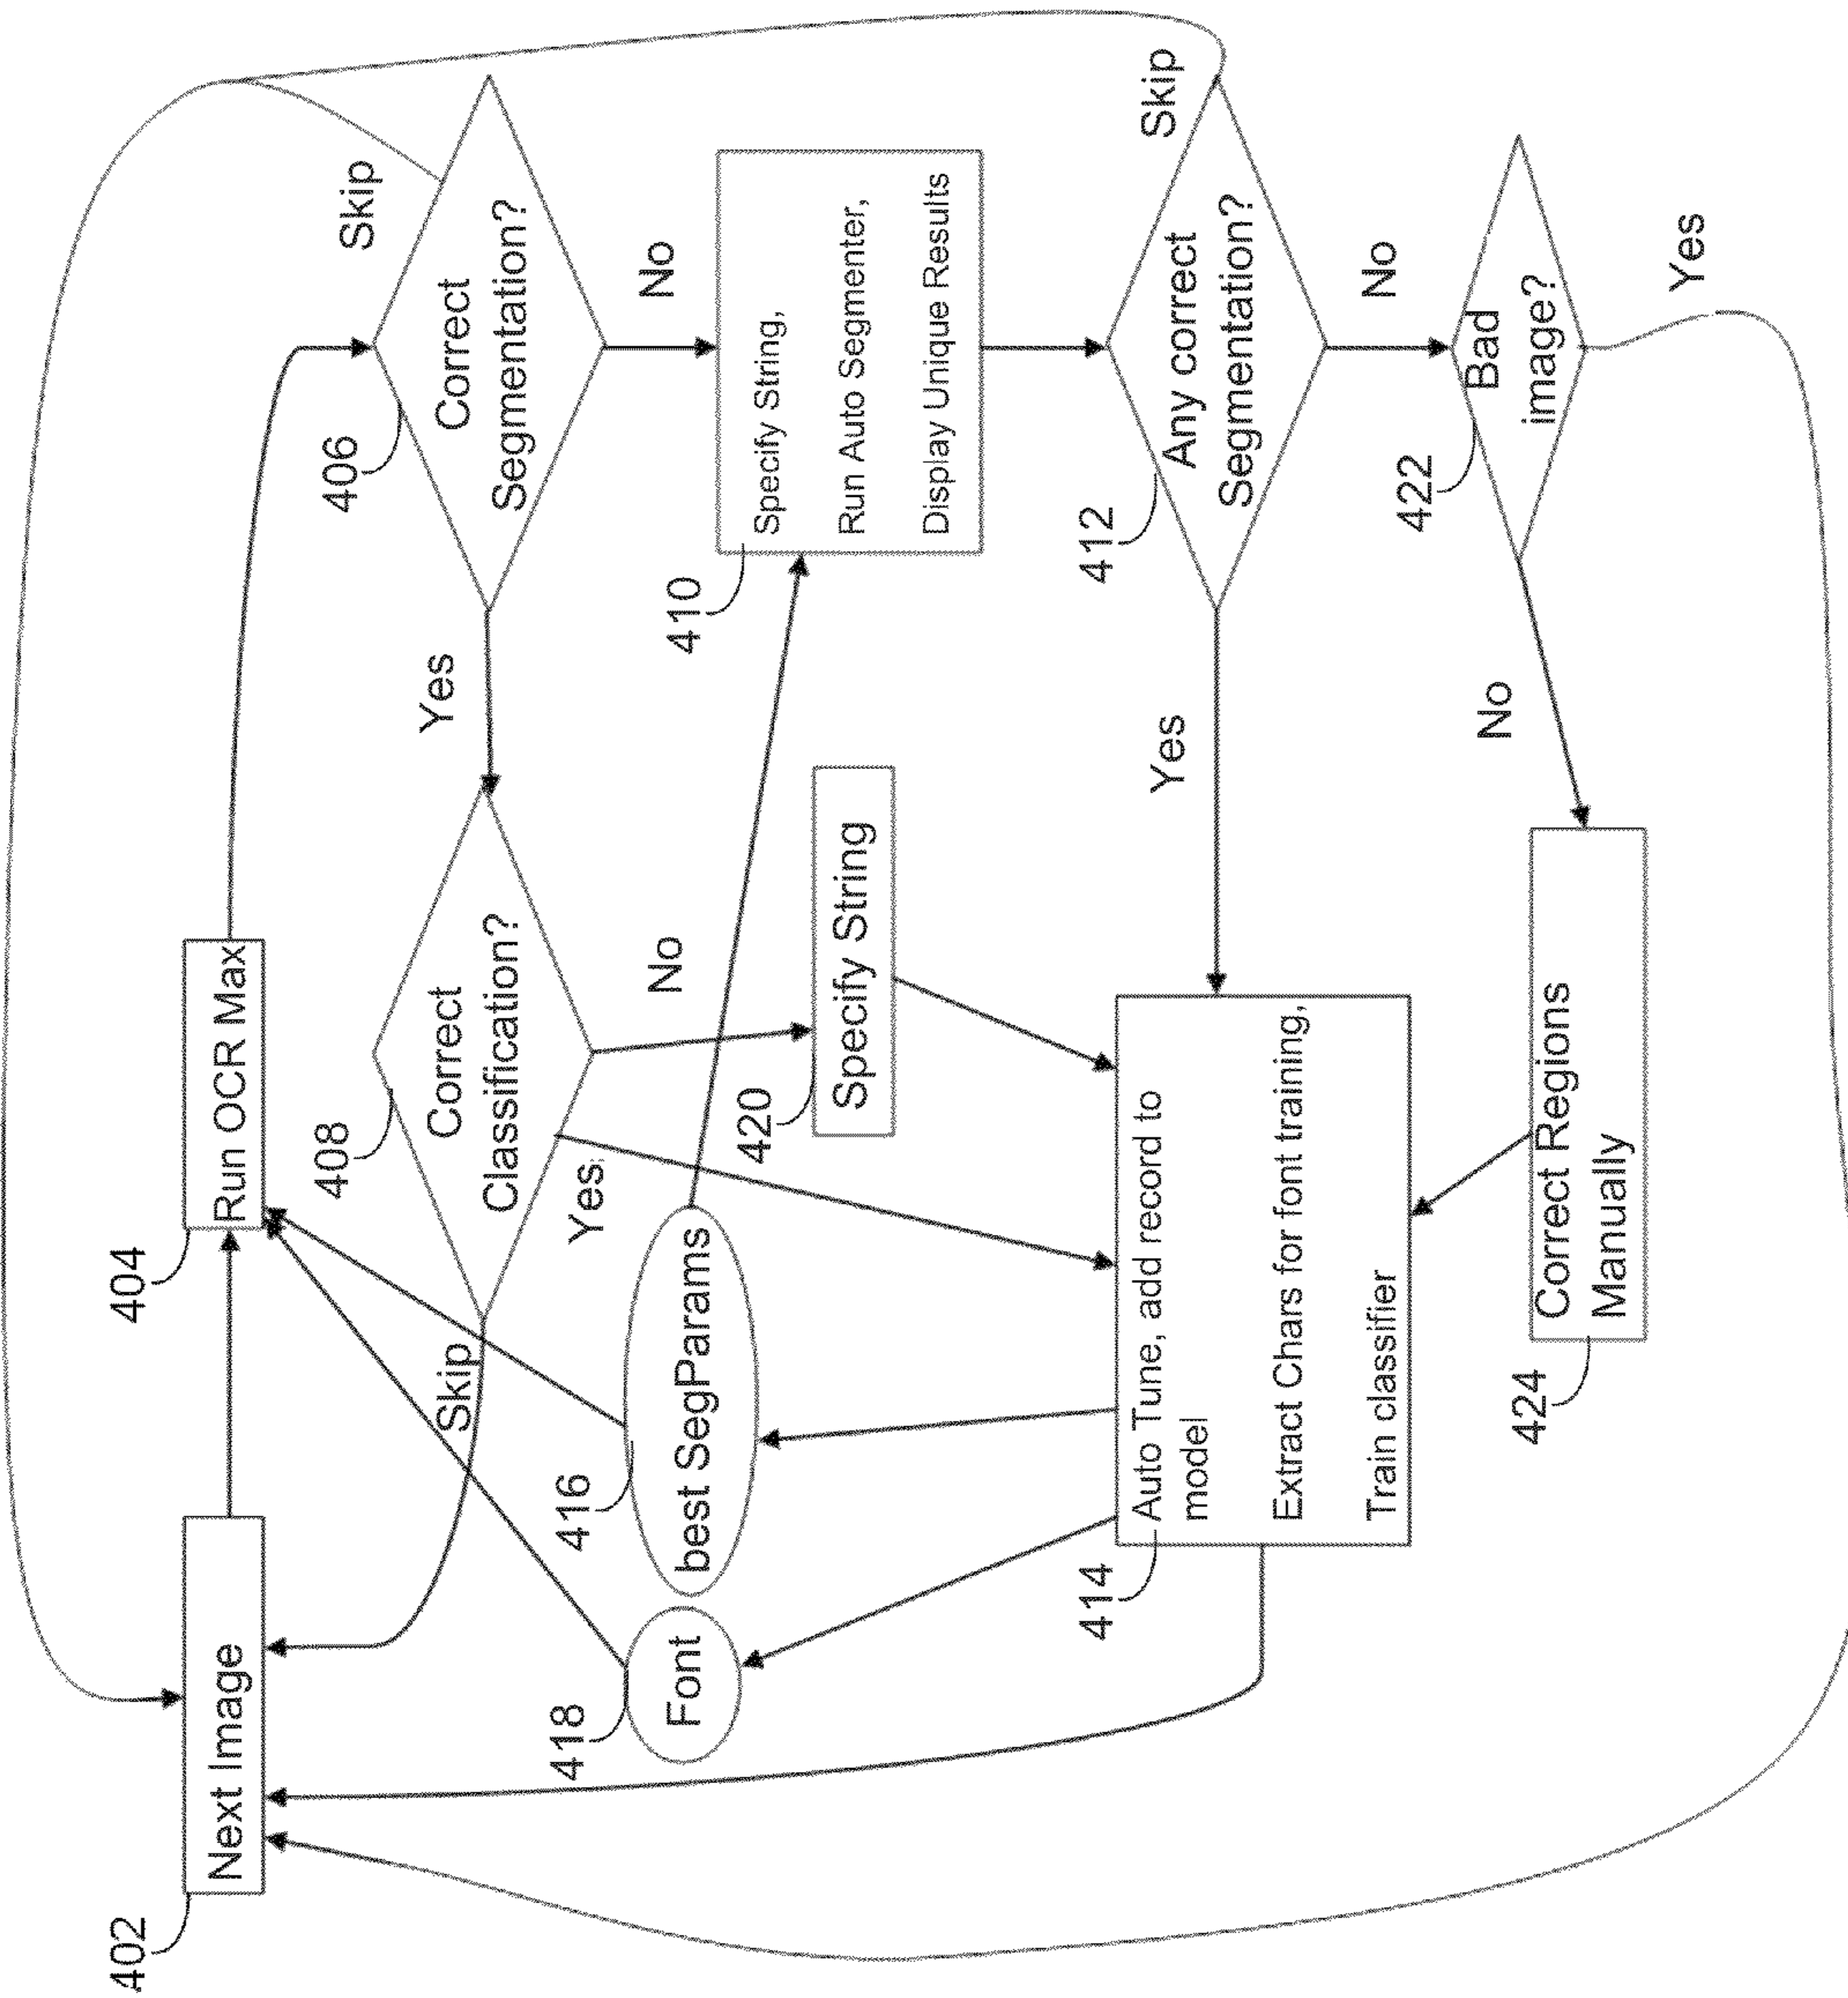 402
Next Image
404
Run OCR Max
406
Correct
Segmentation?
Skip
Yes
No
408
Correct
Classification?
Skip
Yes
No
410
Specify String,
Run Auto Segmenter,
Display Unique Results
416
best SegParams
418
Font
420
Specify String
412
Any correct
Segmentation?
Skip
Yes
No
414
Auto Tune, add record to
model
Extract Chars for font training,
Train classifier
422
Bad
image?
No
Yes
424
Correct Regions
Manually